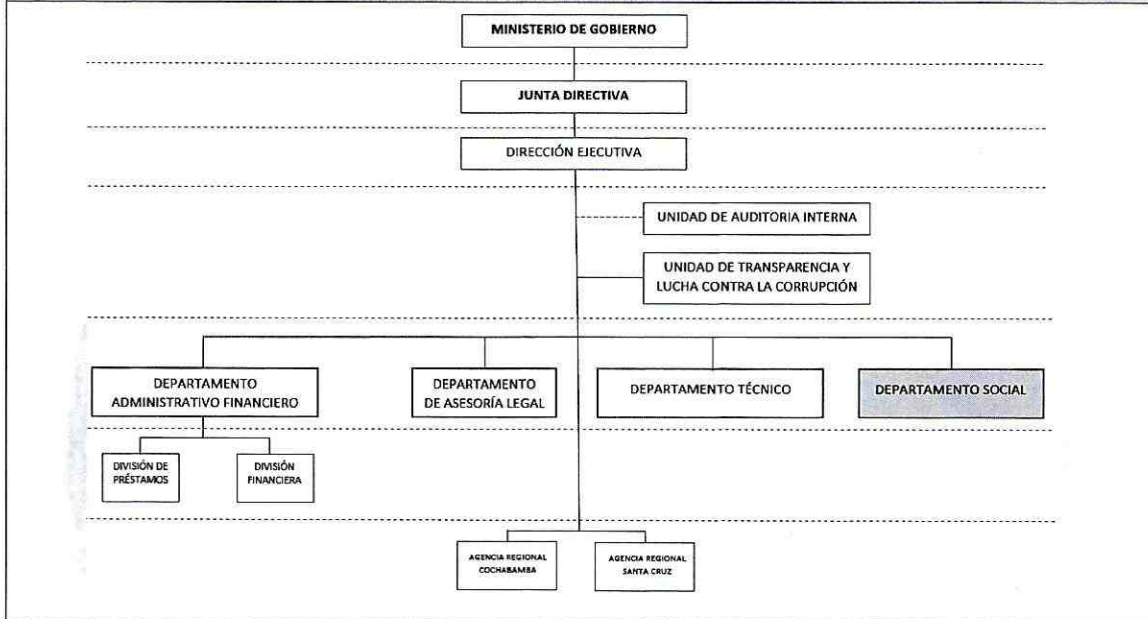 MINISTERIO DE GOBIERNO
JUNTA DIRECTIVA
DIRECCIÓN EJECUTIVA
UNIDAD DE AUDITORIA INTERNA
UNIDAD DE TRANSPARENCIA Y
LUCHA CONTRA LA CORRUPCIÓN
DEPARTAMENTO
ADMINISTRATIVO FINANCIERO
DEPARTAMENTO
DE ASESORÍA LEGAL
DEPARTAMENTO TÉCNICO
DEPARTAMENTO SOCIAL
DIVISIÓN DE
PRÉSTAMOS
DIVISIÓN
FINANCIERA
AGENCIA REGIONAL
COCHABAMBA
AGENCIA REGIONAL
SANTA CRUZ